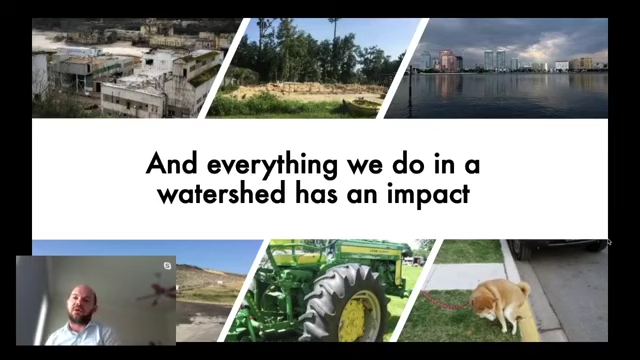 And everything we do in a
watershed has an impact